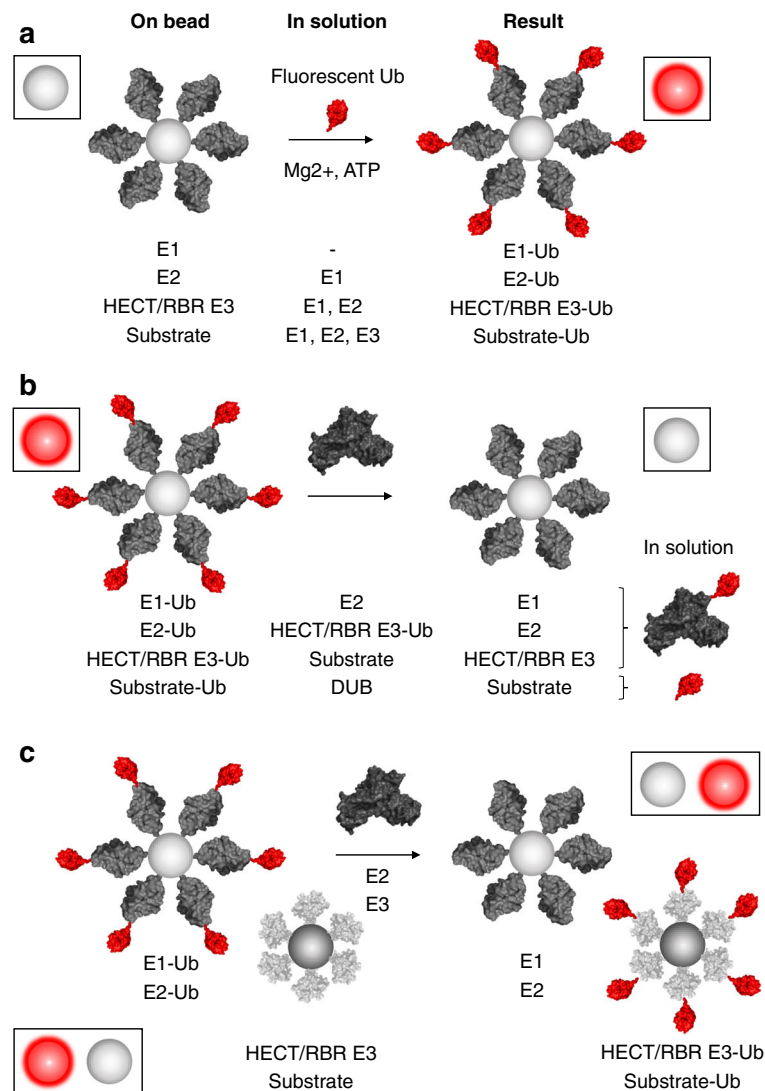 a
On bead In solution Result
Fluorescent Ub
Mg2+, ATP
E1 - E1-Ub
E2 E1 E2-Ub
HECT/RBR E3 E1, E2 HECT/RBR E3-Ub
Substrate E1, E2, E3 Substrate-Ub
b
In solution
E1-Ub E2 E1
E2-Ub HECT/RBR E3-Ub E2
HECT/RBR E3-Ub Substrate HECT/RBR E3
Substrate-Ub DUB Substrate
c
E2
E3
E1-Ub E1
E2-Ub E2
HECT/RBR E3 HECT/RBR E3-Ub
Substrate Substrate-Ub